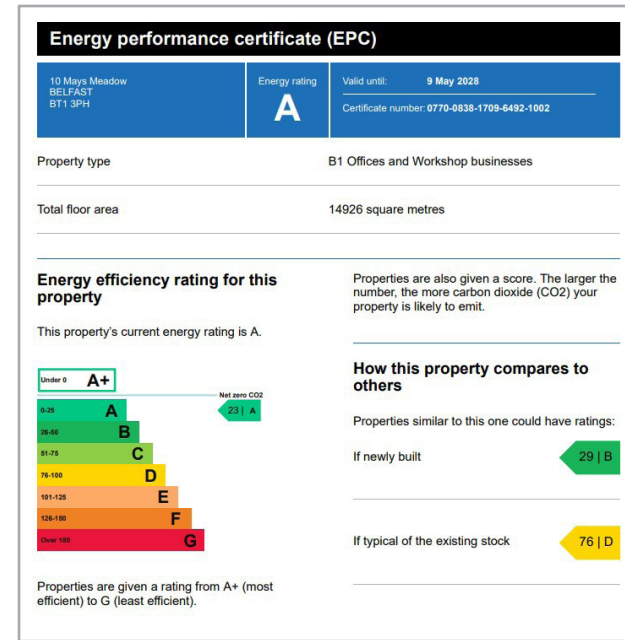 Energy performance certificate (EPC)
10 Mays Meadow
BELFAST
BT1 3PH
Energy rating
A
Valid until: 9 May 2028
Certificate number: 0770-0838-1709-6492-1002
Property type B1 Offices and Workshop businesses
Total floor area 14926 square metres
Energy efficiency rating for this
property
This property's current energy rating is A.
Under 0 A+
Net zero CO2
0-25 A 23 | A
26-50 B
51-75 C
76-100 D
101-125 E
126-150 F
Over 150 G
Properties are given a rating from A+ (most
efficient) to G (least efficient).
Properties are also given a score. The larger the
number, the more carbon dioxide (CO2) your
property is likely to emit.
How this property compares to
others
Properties similar to this one could have ratings:
If newly built 29 | B
If typical of the existing stock 76 | D